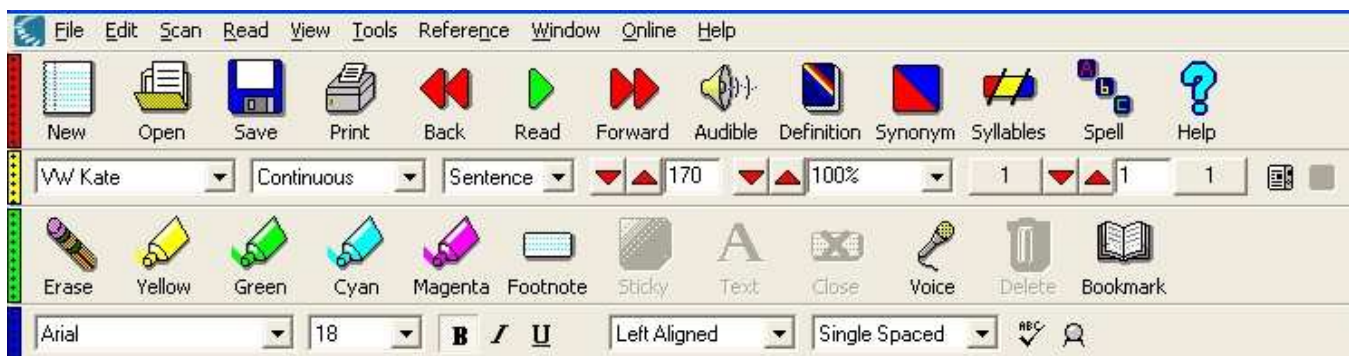 File Edit Scan Read View Tools Reference Window Online Help
New Open Save Print Back Read Forward Audible Definition Synonym Syllables Spell Help
VW Kate Continuous Sentence 170 100% 1 1 1
Erase Yellow Green Cyan Magenta Footnote Sticky Text Close Voice Delete Bookmark
Arial 18 B I U Left Aligned Single Spaced ABC